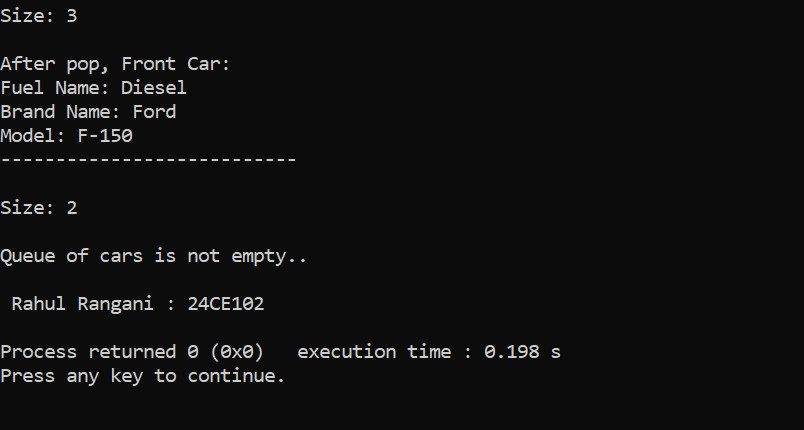 Size: 3
After pop, Front Car:
Fuel Name: Diesel
Brand Name: Ford
Model: F-150
---------------------------
Size: 2
Queue of cars is not empty..
Rahul Rangani : 24CE102
Process returned 0 (0x0)   execution time : 0.198 s
Press any key to continue.